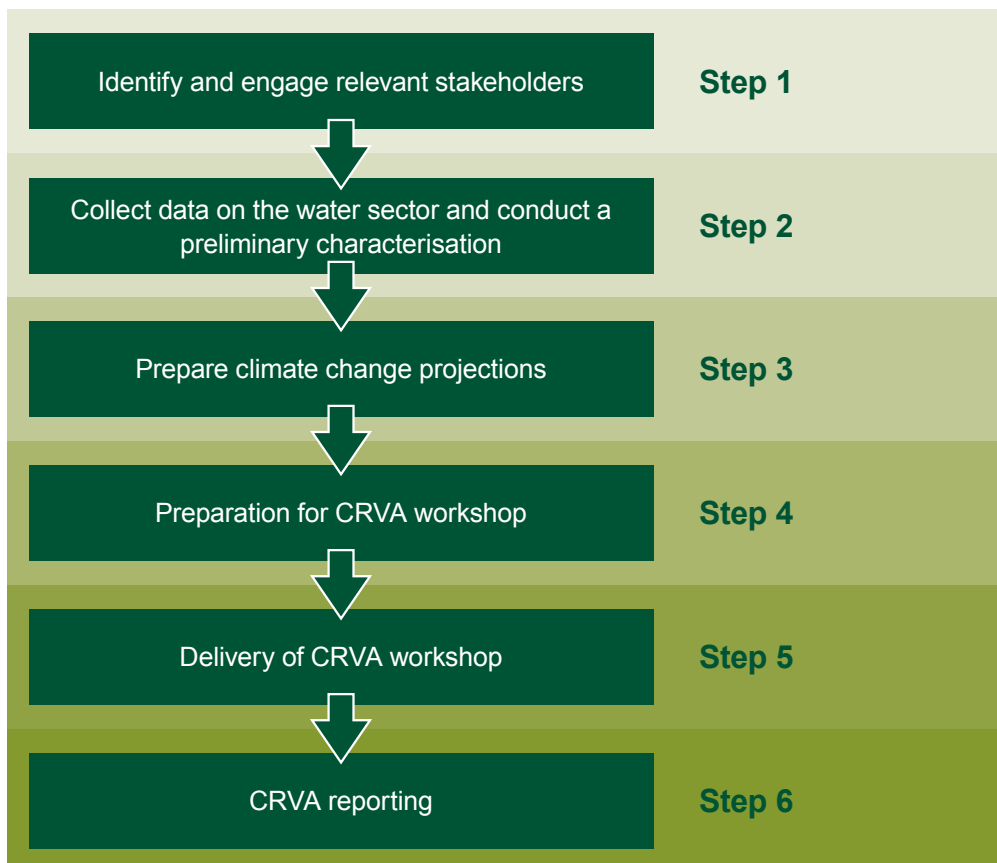 Identify and engage relevant stakeholders
Step 1
Collect data on the water sector and conduct a
preliminary characterisation
Step 2
Prepare climate change projections
Step 3
Preparation for CRVA workshop
Step 4
Delivery of CRVA workshop
Step 5
CRVA reporting
Step 6